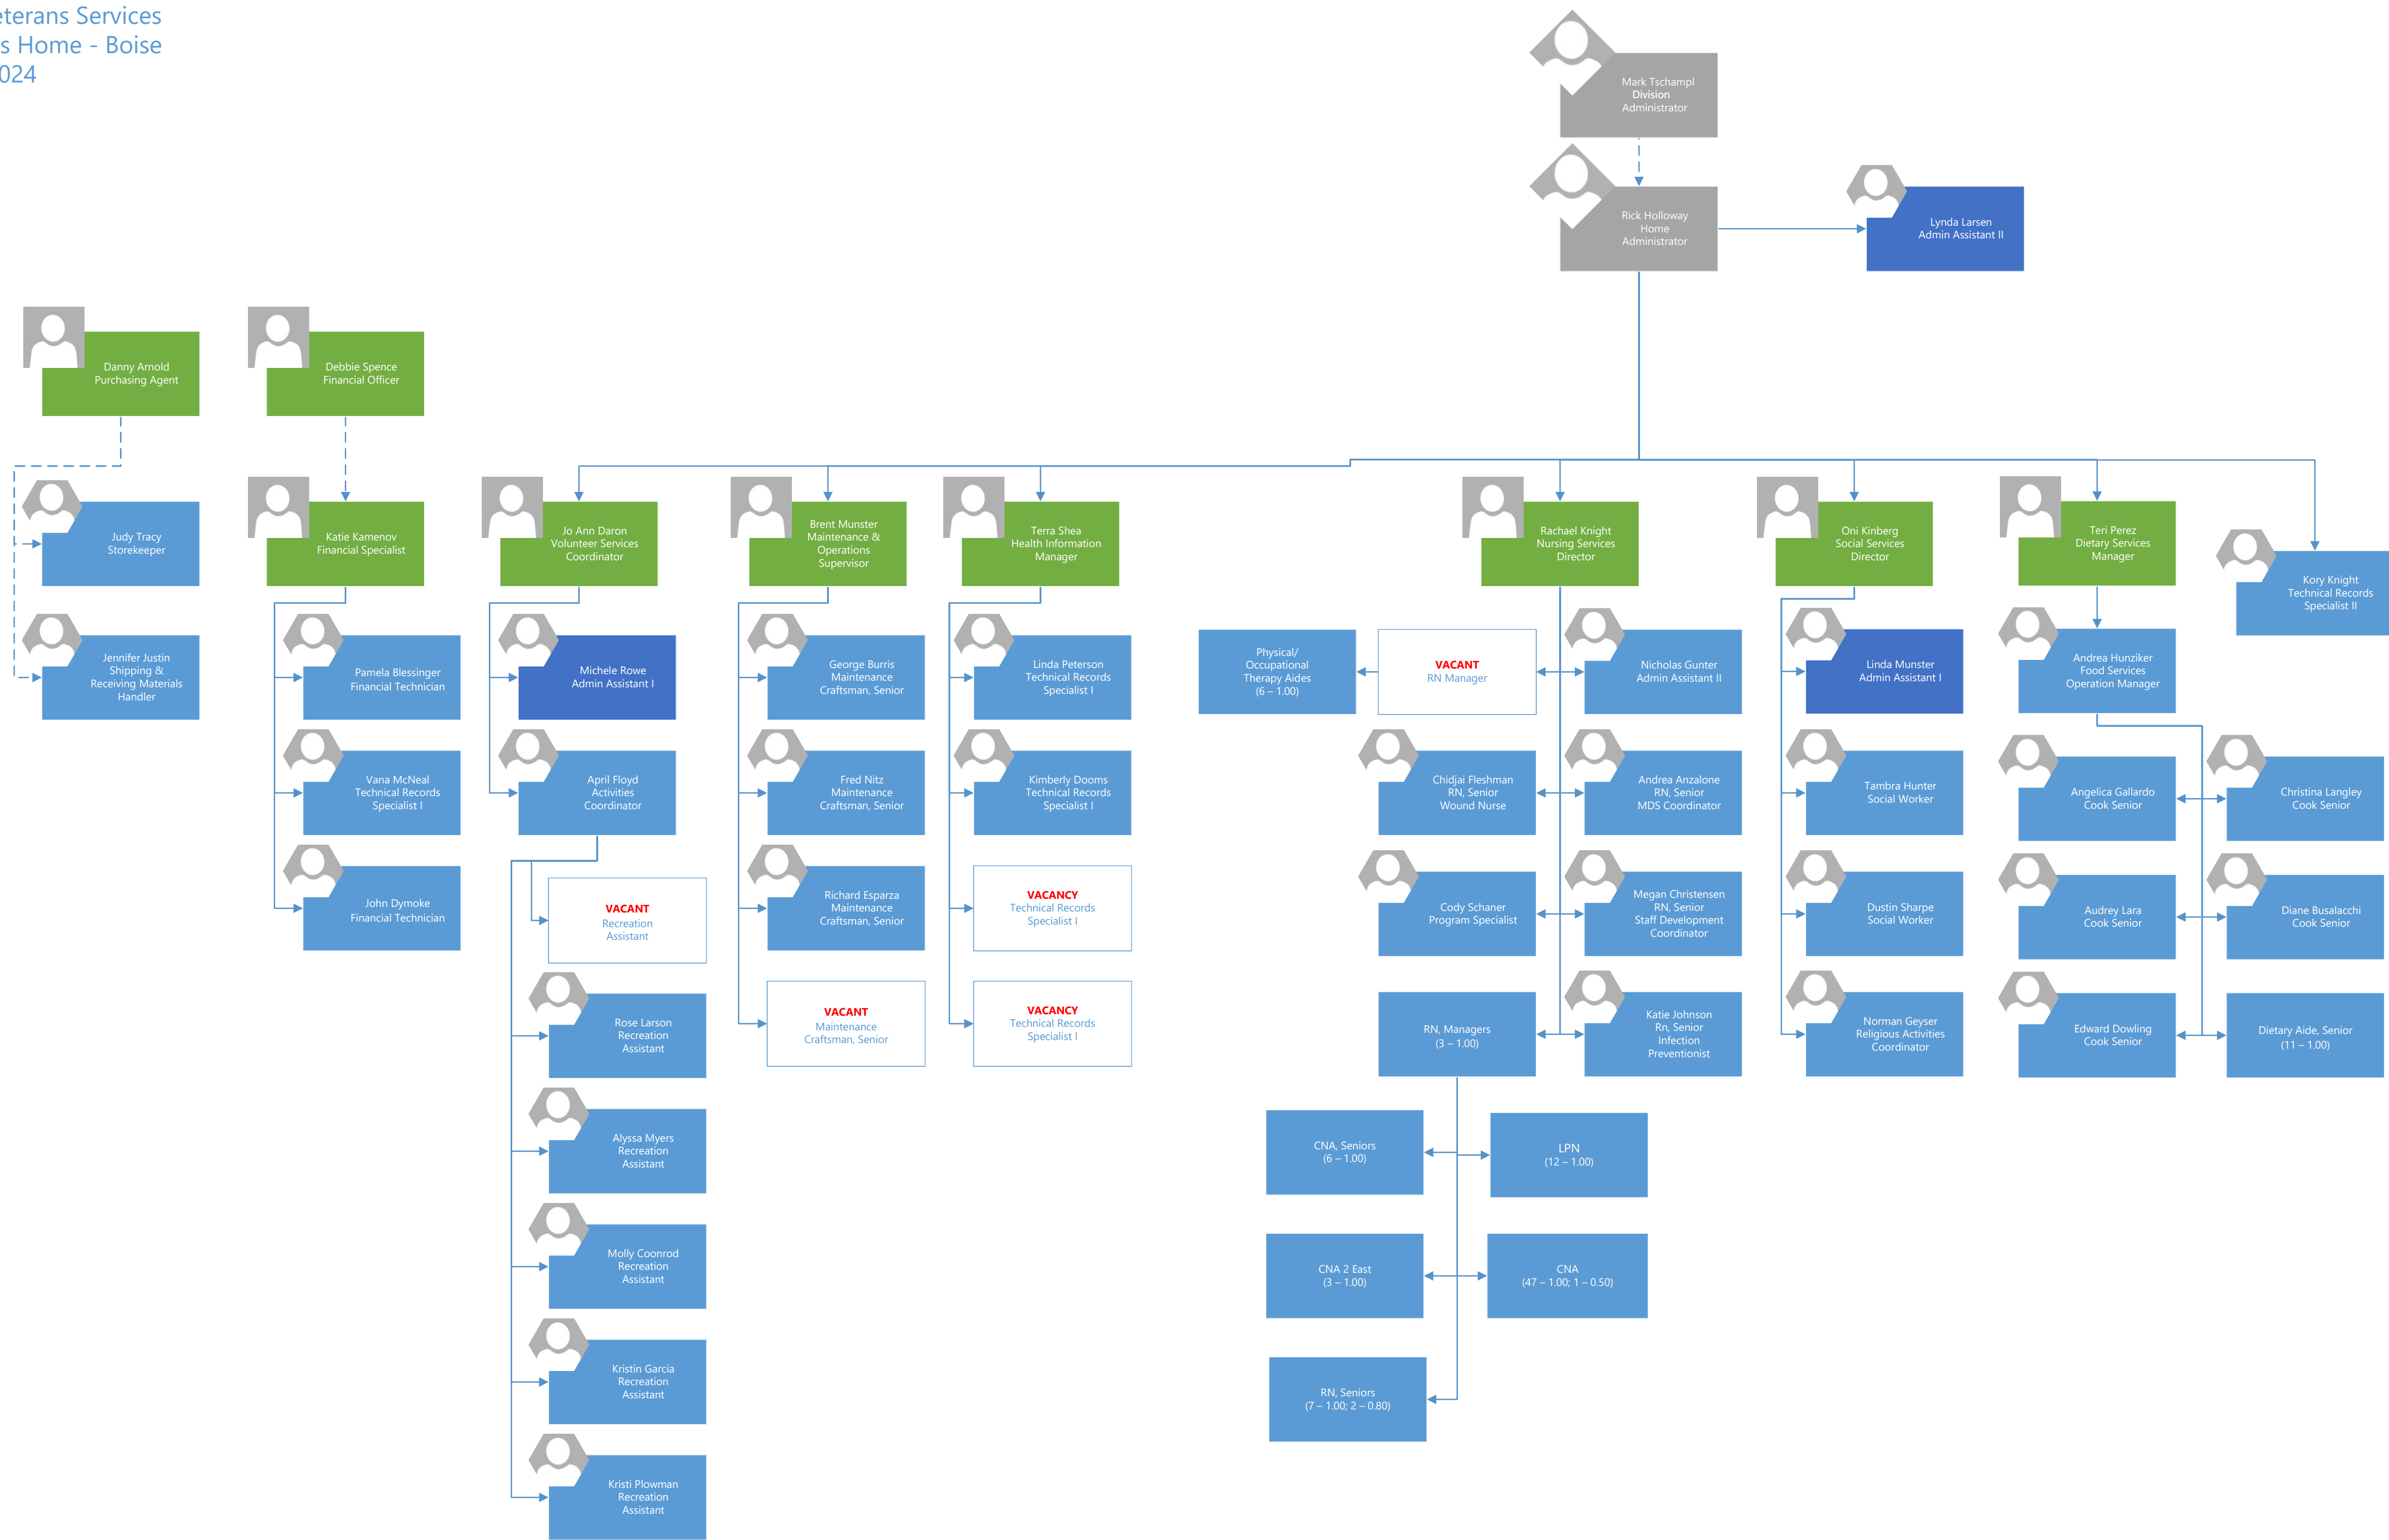 eterans Services
s Home - Boise
024
Mark Tschampl
Division
Administrator
Rick Holloway
Home
Administrator
Lynda Larsen
Admin Assistant II
Danny Arnold
Purchasing Agent
Debbie Spence
Financial Officer
Judy Tracy
Storekeeper
Katie Kamenov
Financial Specialist
Jo Ann Daron
Volunteer Services
Coordinator
Brent Munster
Maintenance &
Operations
Supervisor
Terra Shea
Health Information
Manager
Rachael Knight
Nursing Services
Director
Oni Kinberg
Social Services
Director
Teri Perez
Dietary Services
Manager
Kory Knight
Technical Records
Specialist II
Jennifer Justin
Shipping &
Receiving Materials
Handler
Pamela Blessinger
Financial Technician
Michele Rowe
Admin Assistant I
George Burris
Maintenance
Craftsman, Senior
Linda Peterson
Technical Records
Specialist I
Physical/
Occupational
Therapy Aides
(6 – 1.00)
VACANT
RN Manager
Nicholas Gunter
Admin Assistant II
Linda Munster
Admin Assistant I
Andrea Hunziker
Food Services
Operation Manager
Vana McNeal
Technical Records
Specialist I
April Floyd
Activities
Coordinator
Fred Nitz
Maintenance
Craftsman, Senior
Kimberly Dooms
Technical Records
Specialist I
Chidjai Fleshman
RN, Senior
Wound Nurse
Andrea Anzalone
RN, Senior
MDS Coordinator
Tambra Hunter
Social Worker
Angelica Gallardo
Cook Senior
Christina Langley
Cook Senior
John Dymoke
Financial Technician
VACANT
Recreation
Assistant
Richard Esparza
Maintenance
Craftsman, Senior
VACANCY
Technical Records
Specialist I
Cody Schaner
Program Specialist
Megan Christensen
RN, Senior
Staff Development
Coordinator
Dustin Sharpe
Social Worker
Audrey Lara
Cook Senior
Diane Busalacchi
Cook Senior
Rose Larson
Recreation
Assistant
VACANT
Maintenance
Craftsman, Senior
VACANCY
Technical Records
Specialist I
RN, Managers
(3 – 1.00)
Katie Johnson
Rn, Senior
Infection
Preventionist
Norman Geyser
Religious Activities
Coordinator
Edward Dowling
Cook Senior
Dietary Aide, Senior
(11 – 1.00)
Alyssa Myers
Recreation
Assistant
CNA, Seniors
(6 – 1.00)
LPN
(12 – 1.00)
Molly Coonrod
Recreation
Assistant
CNA 2 East
(3 – 1.00)
CNA
(47 – 1.00; 1 – 0.50)
Kristin Garcia
Recreation
Assistant
RN, Seniors
(7 – 1.00; 2 – 0.80)
Kristi Plowman
Recreation
Assistant